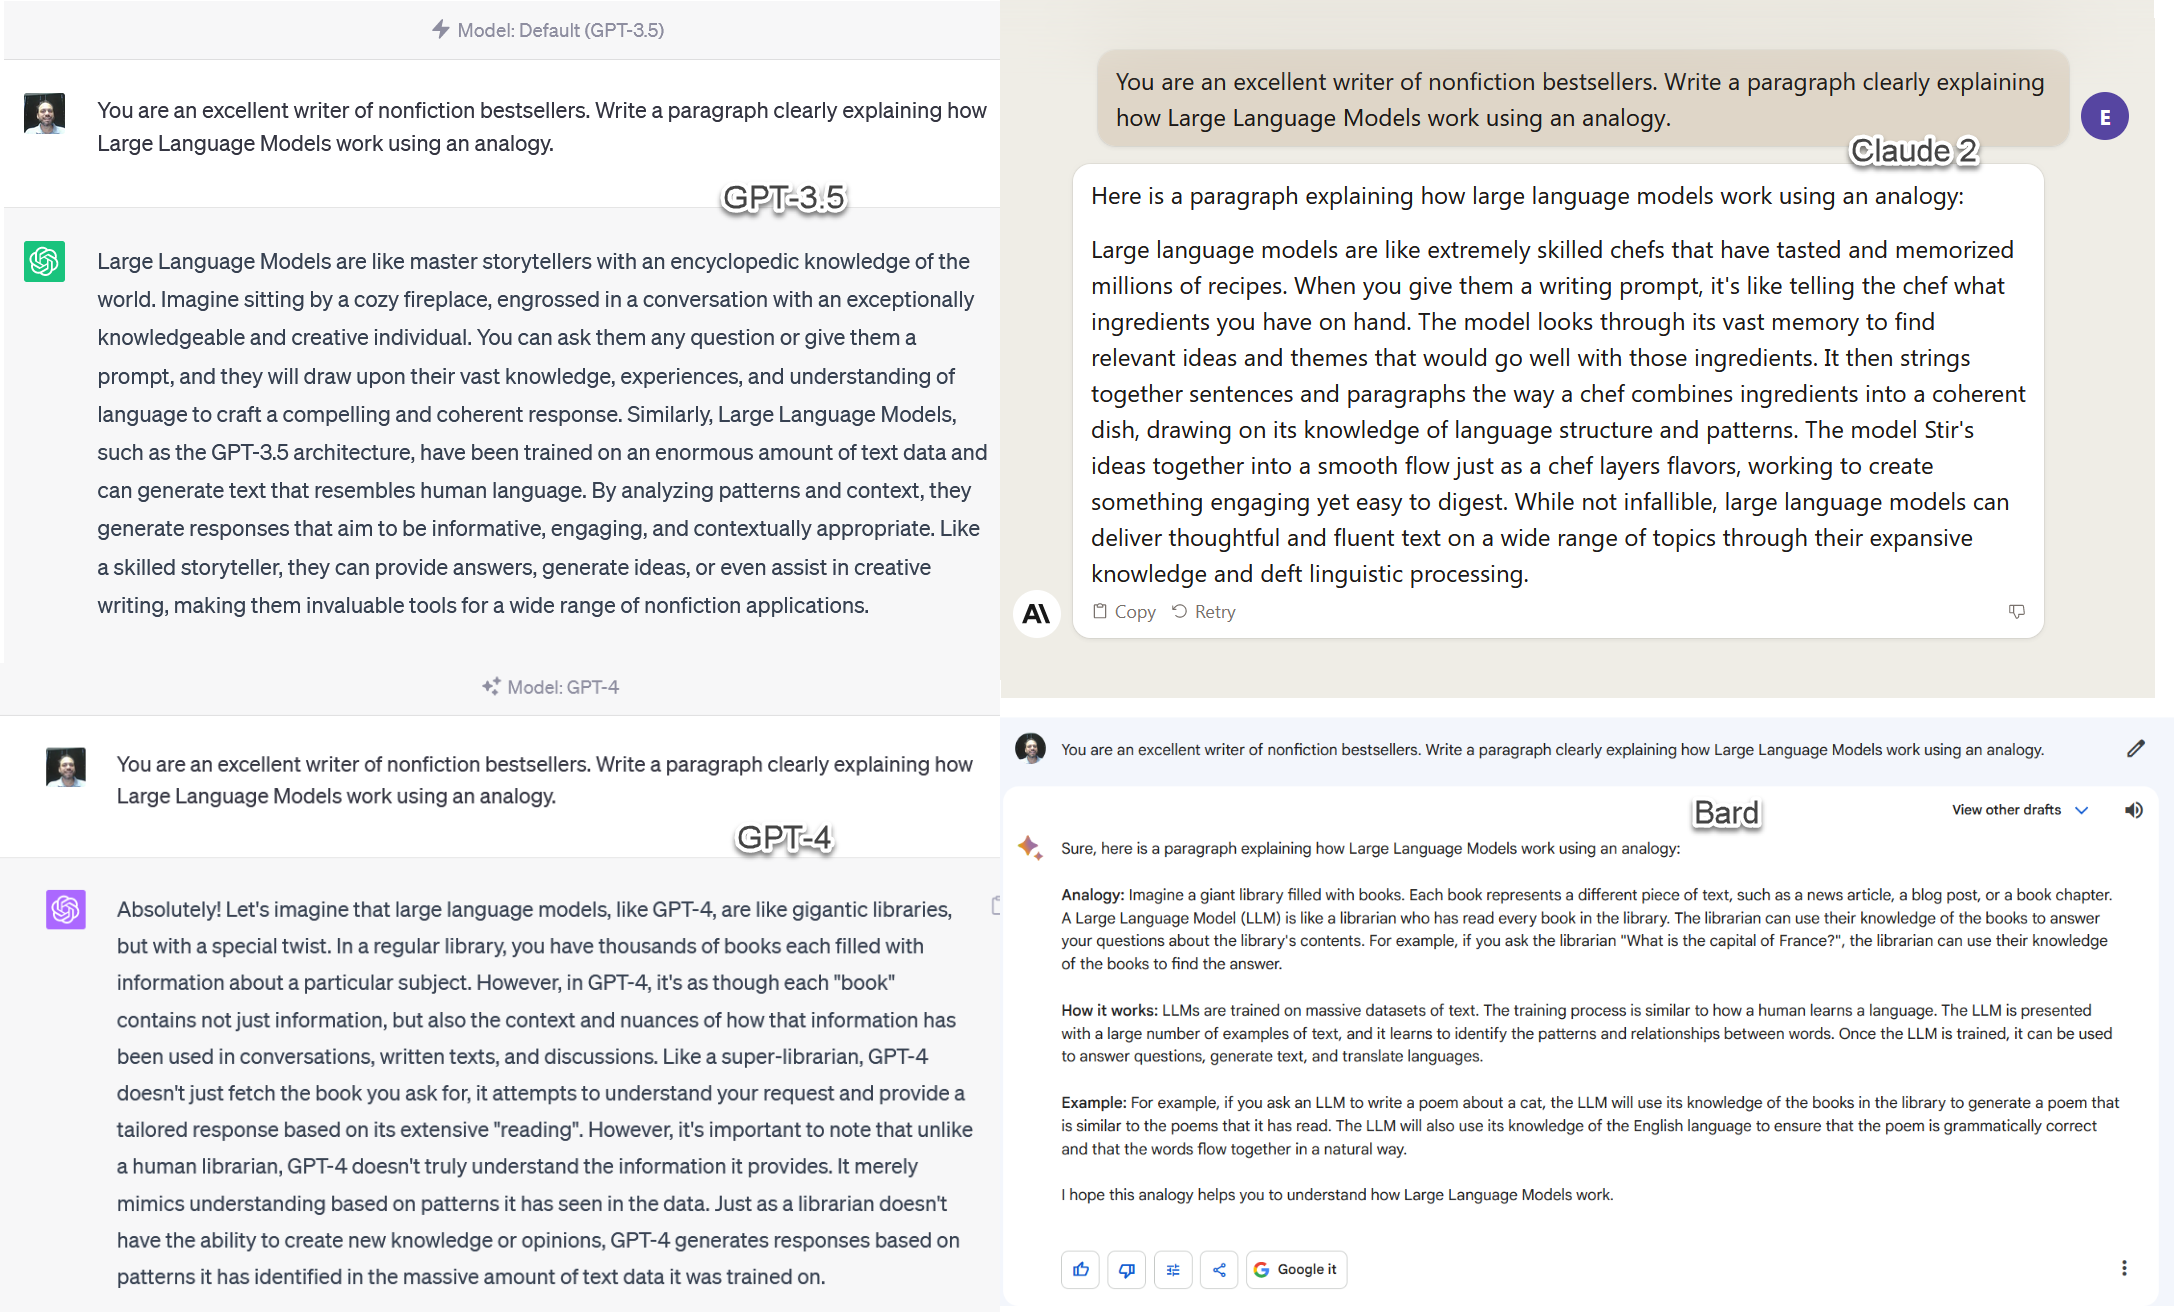 Model: Default (GPT-3.5)
You are an excellent writer of nonfiction bestsellers. Write a paragraph clearly explaining how
Large Language Models work using an analogy.
GPT-3.5
Large Language Models are like master storytellers with an encyclopedic knowledge of the
world. Imagine sitting by a cozy fireplace, engrossed in a conversation with an exceptionally
knowledgeable and creative individual. You can ask them any question or give them a
prompt, and they will draw upon their vast knowledge, experiences, and understanding of
language to craft a compelling and coherent response. Similarly, Large Language Models,
such as the GPT-3.5 architecture, have been trained on an enormous amount of text data and
can generate text that resembles human language. By analyzing patterns and context, they
generate responses that aim to be informative, engaging, and contextually appropriate. Like
a skilled storyteller, they can provide answers, generate ideas, or even assist in creative
writing, making them invaluable tools for a wide range of nonfiction applications.
Model: GPT-4
You are an excellent writer of nonfiction bestsellers. Write a paragraph clearly explaining how
Large Language Models work using an analogy.
GPT-4
Absolutely! Let's imagine that large language models, like GPT-4, are like gigantic libraries,
but with a special twist. In a regular library, you have thousands of books each filled with
information about a particular subject. However, in GPT-4, it's as though each "book"
contains not just information, but also the context and nuances of how that information has
been used in conversations, written texts, and discussions. Like a super-librarian, GPT-4
doesn't just fetch the book you ask for, it attempts to understand your request and provide a
tailored response based on its extensive "reading". However, it's important to note that unlike
a human librarian, GPT-4 doesn't truly understand the information it provides. It merely
mimics understanding based on patterns it has seen in the data. Just as a librarian doesn't
have the ability to create new knowledge or opinions, GPT-4 generates responses based on
patterns it has identified in the massive amount of text data it was trained on.
You are an excellent writer of nonfiction bestsellers. Write a paragraph clearly explaining
how Large Language Models work using an analogy.
E
Claude 2
Here is a paragraph explaining how large language models work using an analogy:
Large language models are like extremely skilled chefs that have tasted and memorized
millions of recipes. When you give them a writing prompt, it's like telling the chef what
ingredients you have on hand. The model looks through its vast memory to find
relevant ideas and themes that would go well with those ingredients. It then strings
together sentences and paragraphs the way a chef combines ingredients into a coherent
dish, drawing on its knowledge of language structure and patterns. The model Stir's
ideas together into a smooth flow just as a chef layers flavors, working to create
something engaging yet easy to digest. While not infallible, large language models can
deliver thoughtful and fluent text on a wide range of topics through their expansive
knowledge and deft linguistic processing.
A\
Copy Retry
You are an excellent writer of nonfiction bestsellers. Write a paragraph clearly explaining how Large Language Models work using an analogy.
Bard
View other drafts
Sure, here is a paragraph explaining how Large Language Models work using an analogy:
Analogy: Imagine a giant library filled with books. Each book represents a different piece of text, such as a news article, a blog post, or a book chapter.
A Large Language Model (LLM) is like a librarian who has read every book in the library. The librarian can use their knowledge of the books to answer
your questions about the library's contents. For example, if you ask the librarian "What is the capital of France?", the librarian can use their knowledge
of the books to find the answer.
How it works: LLMs are trained on massive datasets of text. The training process is similar to how a human learns a language. The LLM is presented
with a large number of examples of text, and it learns to identify the patterns and relationships between words. Once the LLM is trained, it can be used
to answer questions, generate text, and translate languages.
Example: For example, if you ask an LLM to write a poem about a cat, the LLM will use its knowledge of the books in the library to generate a poem that
is similar to the poems that it has read. The LLM will also use its knowledge of the English language to ensure that the poem is grammatically correct
and that the words flow together in a natural way.
I hope this analogy helps you to understand how Large Language Models work.
G Google it